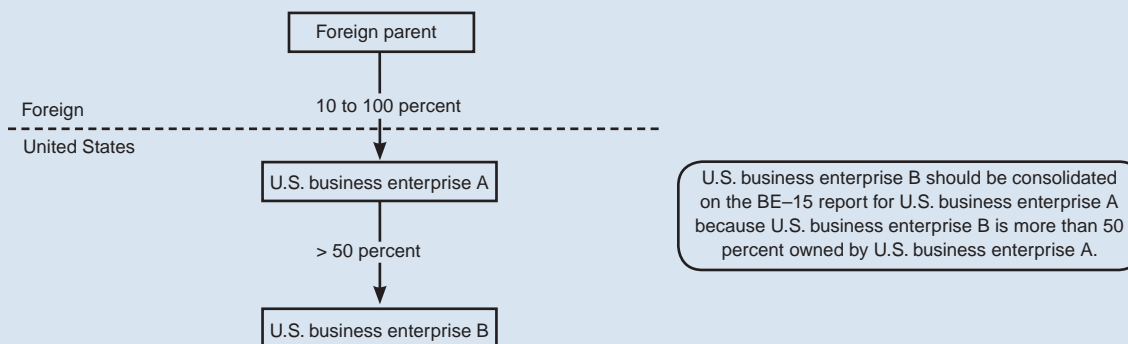 Foreign parent
Foreign
10 to 100 percent
United States
U.S. business enterprise A
> 50 percent
U.S. business enterprise B
U.S. business enterprise B should be consolidated
on the BE–15 report for U.S. business enterprise A
because U.S. business enterprise B is more than 50
percent owned by U.S. business enterprise A.